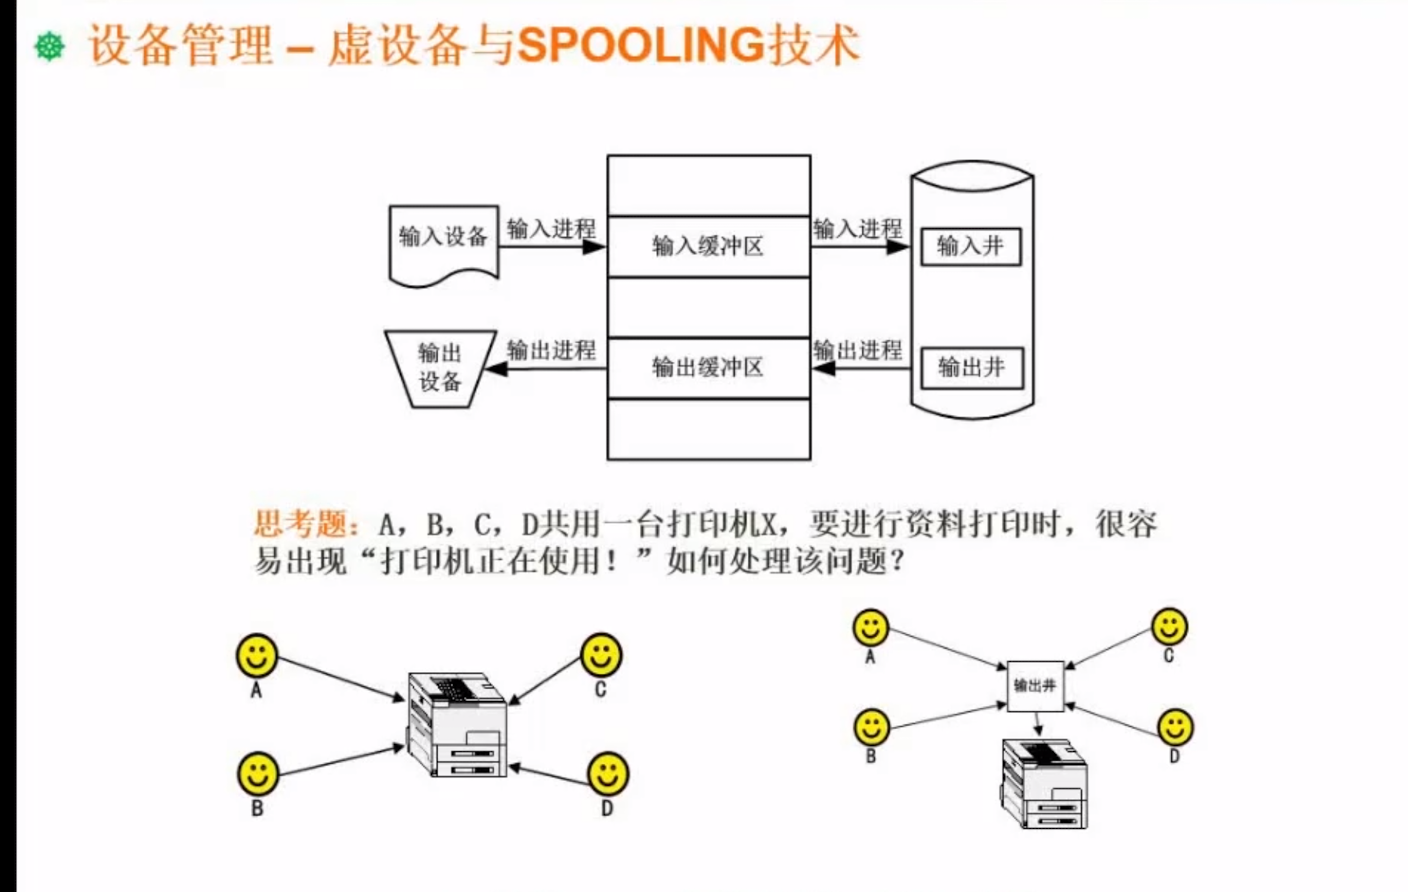 设备管理 – 虚设备与SPOOLING技术
输入设备
输入进程
输入缓冲区
输入进程
输入井
输出
设备
输出进程
输出缓冲区
输出进程
输出井
思考题：A，B，C，D共用一台打印机X，要进行资料打印时，很容
易出现“打印机正在使用！”如何处理该问题？
A
C
B
D
A
C
输出井
B
D